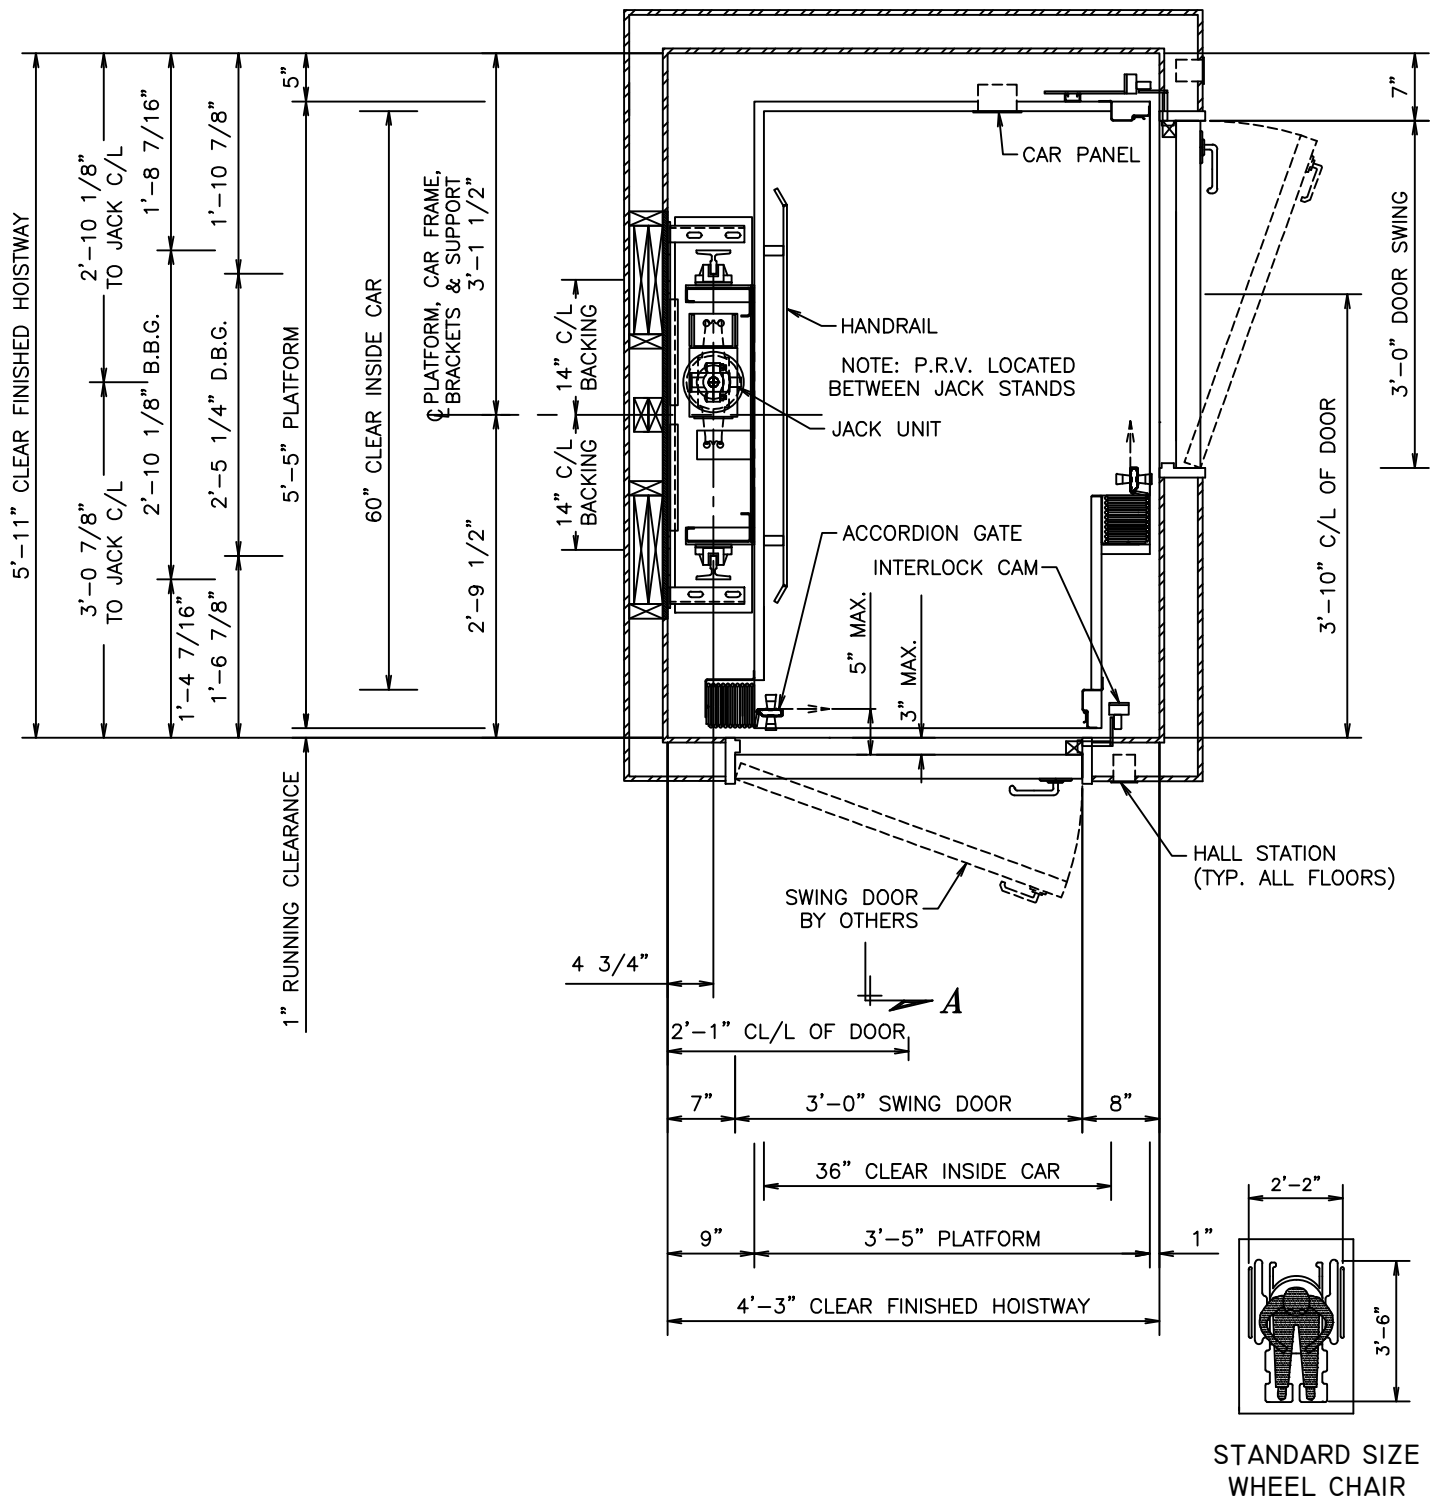 5'-11" CLEAR FINISHED HOISTWAY
2'-10 1/8"
TO JACK C/L
3'-0 7/8"
TO JACK C/L
1'-8 7/16"
2'-10 1/8" B.B.G.
1'-4 7/16"
1'-10 7/8"
2'-5 1/4" D.B.G.
1'-6 7/8"
5"
5'-5" PLATFORM
1" RUNNING CLEARANCE
60" CLEAR INSIDE CAR
℄ PLATFORM, CAR FRAME,
BRACKETS & SUPPORT
3'-1 1/2"
2'-9 1/2"
14" C/L
BACKING
14" C/L
BACKING
CAR PANEL
HANDRAIL
NOTE: P.R.V. LOCATED
BETWEEN JACK STANDS
JACK UNIT
ACCORDION GATE
INTERLOCK CAM
5" MAX.
3" MAX.
7"
3'-0" DOOR SWING
3'-10" C/L OF DOOR
HALL STATION
(TYP. ALL FLOORS)
SWING DOOR
BY OTHERS
4 3/4"
A
2'-1" CL/L OF DOOR
7"
3'-0" SWING DOOR
8"
36" CLEAR INSIDE CAR
9"
3'-5" PLATFORM
1"
4'-3" CLEAR FINISHED HOISTWAY
2'-2"
3'-6"
STANDARD SIZE
WHEEL CHAIR